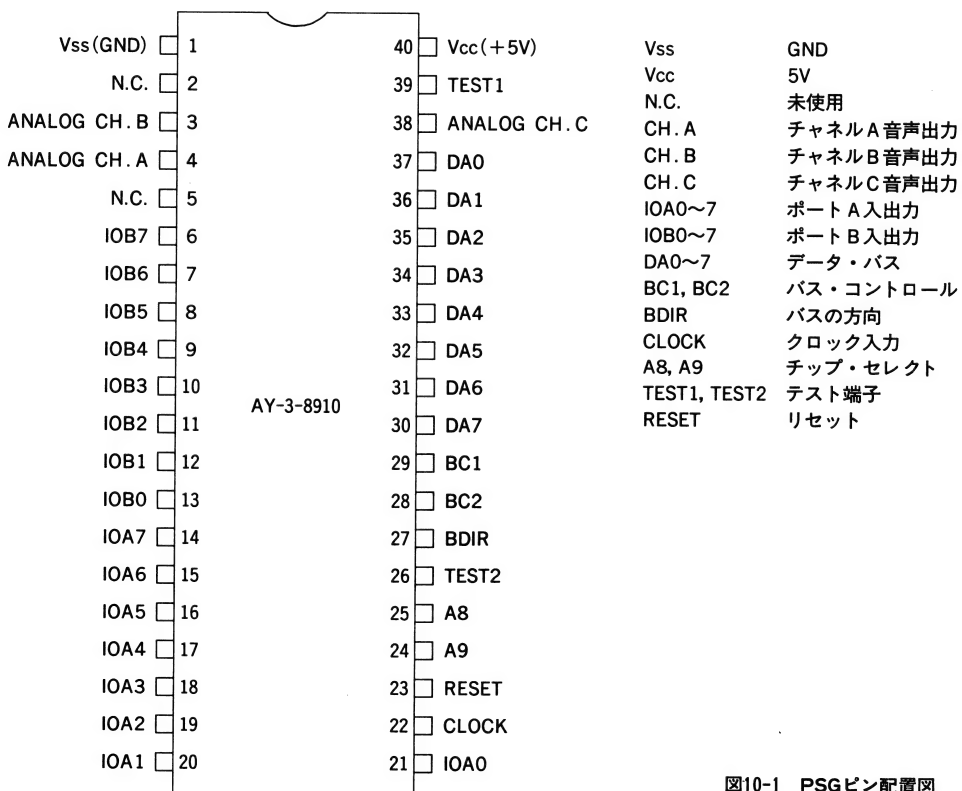 Vss(GND) 1
N.C. 2
ANALOG CH.B 3
ANALOG CH.A 4
N.C. 5
IOB7 6
IOB6 7
IOB5 8
IOB4 9
IOB3 10
IOB2 11
IOB1 12
IOB0 13
IOA7 14
IOA6 15
IOA5 16
IOA4 17
IOA3 18
IOA2 19
IOA1 20
AY-3-8910
40 Vcc(+5V)
39 TEST1
38 ANALOG CH.C
37 DA0
36 DA1
35 DA2
34 DA3
33 DA4
32 DA5
31 DA6
30 DA7
29 BC1
28 BC2
27 BDIR
26 TEST2
25 A8
24 A9
23 RESET
22 CLOCK
21 IOA0
Vss GND
Vcc 5V
N.C. 未使用
CH.A チャネルA音声出力
CH.B チャネルB音声出力
CH.C チャネルC音声出力
IOA0〜7 ポートA入出力
IOB0〜7 ポートB入出力
DA0〜7 データ・バス
BC1, BC2 バス・コントロール
BDIR バスの方向
CLOCK クロック入力
A8, A9 チップ・セレクト
TEST1, TEST2 テスト端子
RESET リセット
図10-1 PSGピン配置図